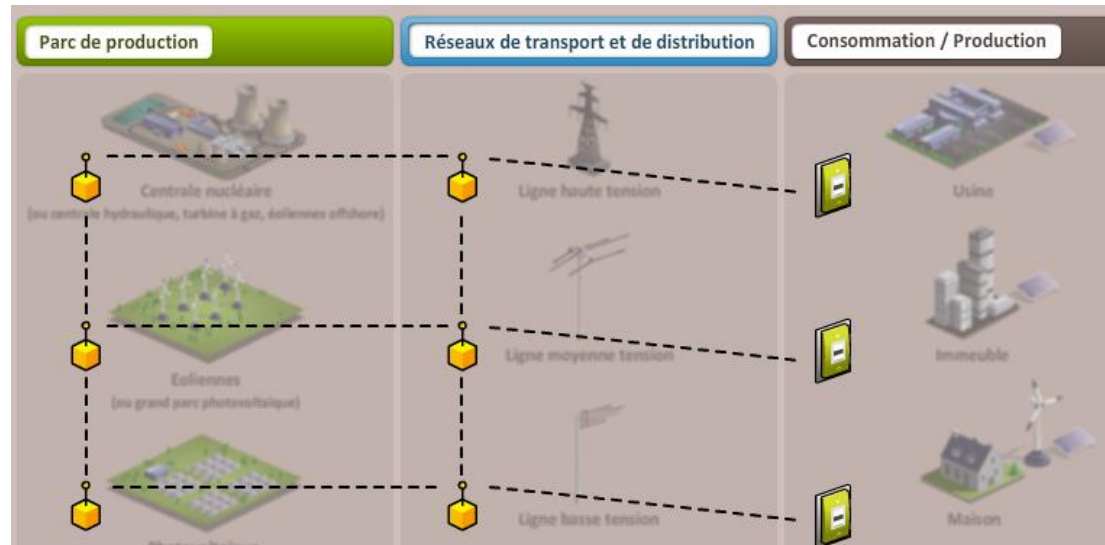 Parc de production
Réseaux de transport et de distribution
Consommation / Production
Centrale nucléaire
(ou centrale hydraulique, turbine à gaz, éoliennes offshore)
Ligne haute tension
Usine
Eoliennes
(ou grand parc photovoltaïque)
Ligne moyenne tension
Immeuble
Photovoltaïque
Ligne basse tension
Maison